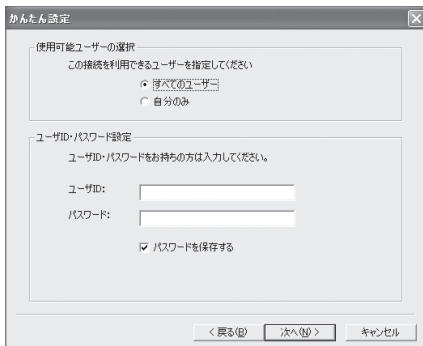 かんたん設定
使用可能ユーザーの選択
この接続を利用できるユーザーを指定してください
すべてのユーザー
自分のみ
ユーザID・パスワード設定
ユーザID・パスワードをお持ちの方は入力してください。
ユーザID:
パスワード:
パスワードを保存する
< 戻る(B) 次へ(N) > キャンセル